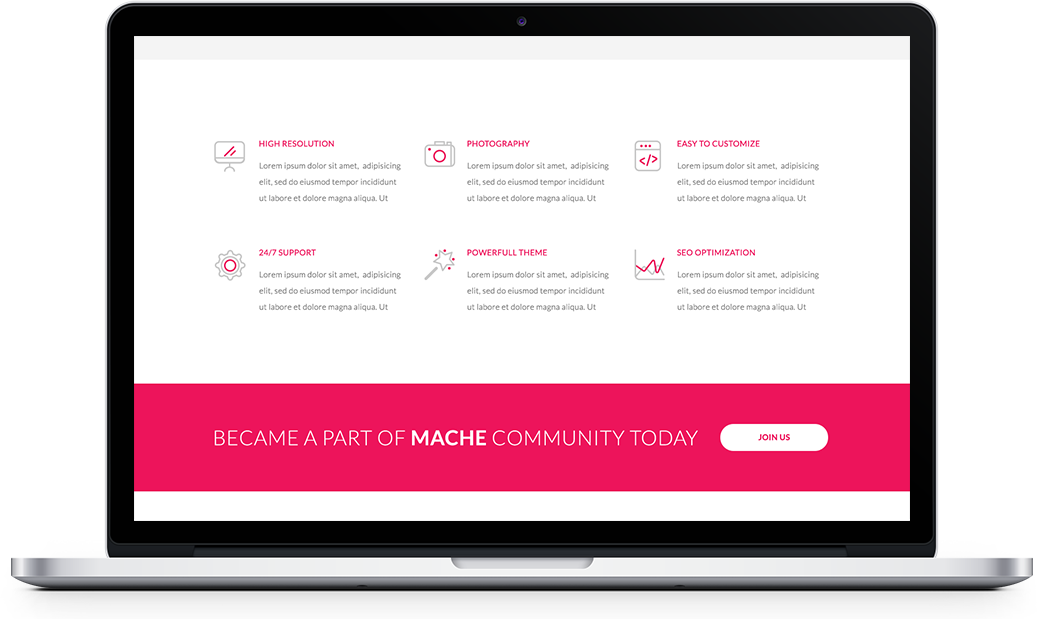 HIGH RESOLUTION
Lorem ipsum dolor sit amet, adipisicing
elit, sed do eiusmod tempor incididunt
ut labore et dolore magna aliqua. Ut
PHOTOGRAPHY
Lorem ipsum dolor sit amet, adipisicing
elit, sed do eiusmod tempor incididunt
ut labore et dolore magna aliqua. Ut
EASY TO CUSTOMIZE
Lorem ipsum dolor sit amet, adipisicing
elit, sed do eiusmod tempor incididunt
ut labore et dolore magna aliqua. Ut
24/7 SUPPORT
Lorem ipsum dolor sit amet, adipisicing
elit, sed do eiusmod tempor incididunt
ut labore et dolore magna aliqua. Ut
POWERFULL THEME
Lorem ipsum dolor sit amet, adipisicing
elit, sed do eiusmod tempor incididunt
ut labore et dolore magna aliqua. Ut
SEO OPTIMIZATION
Lorem ipsum dolor sit amet, adipisicing
elit, sed do eiusmod tempor incididunt
ut labore et dolore magna aliqua. Ut
BECAME A PART OF MACHE COMMUNITY TODAY
JOIN US